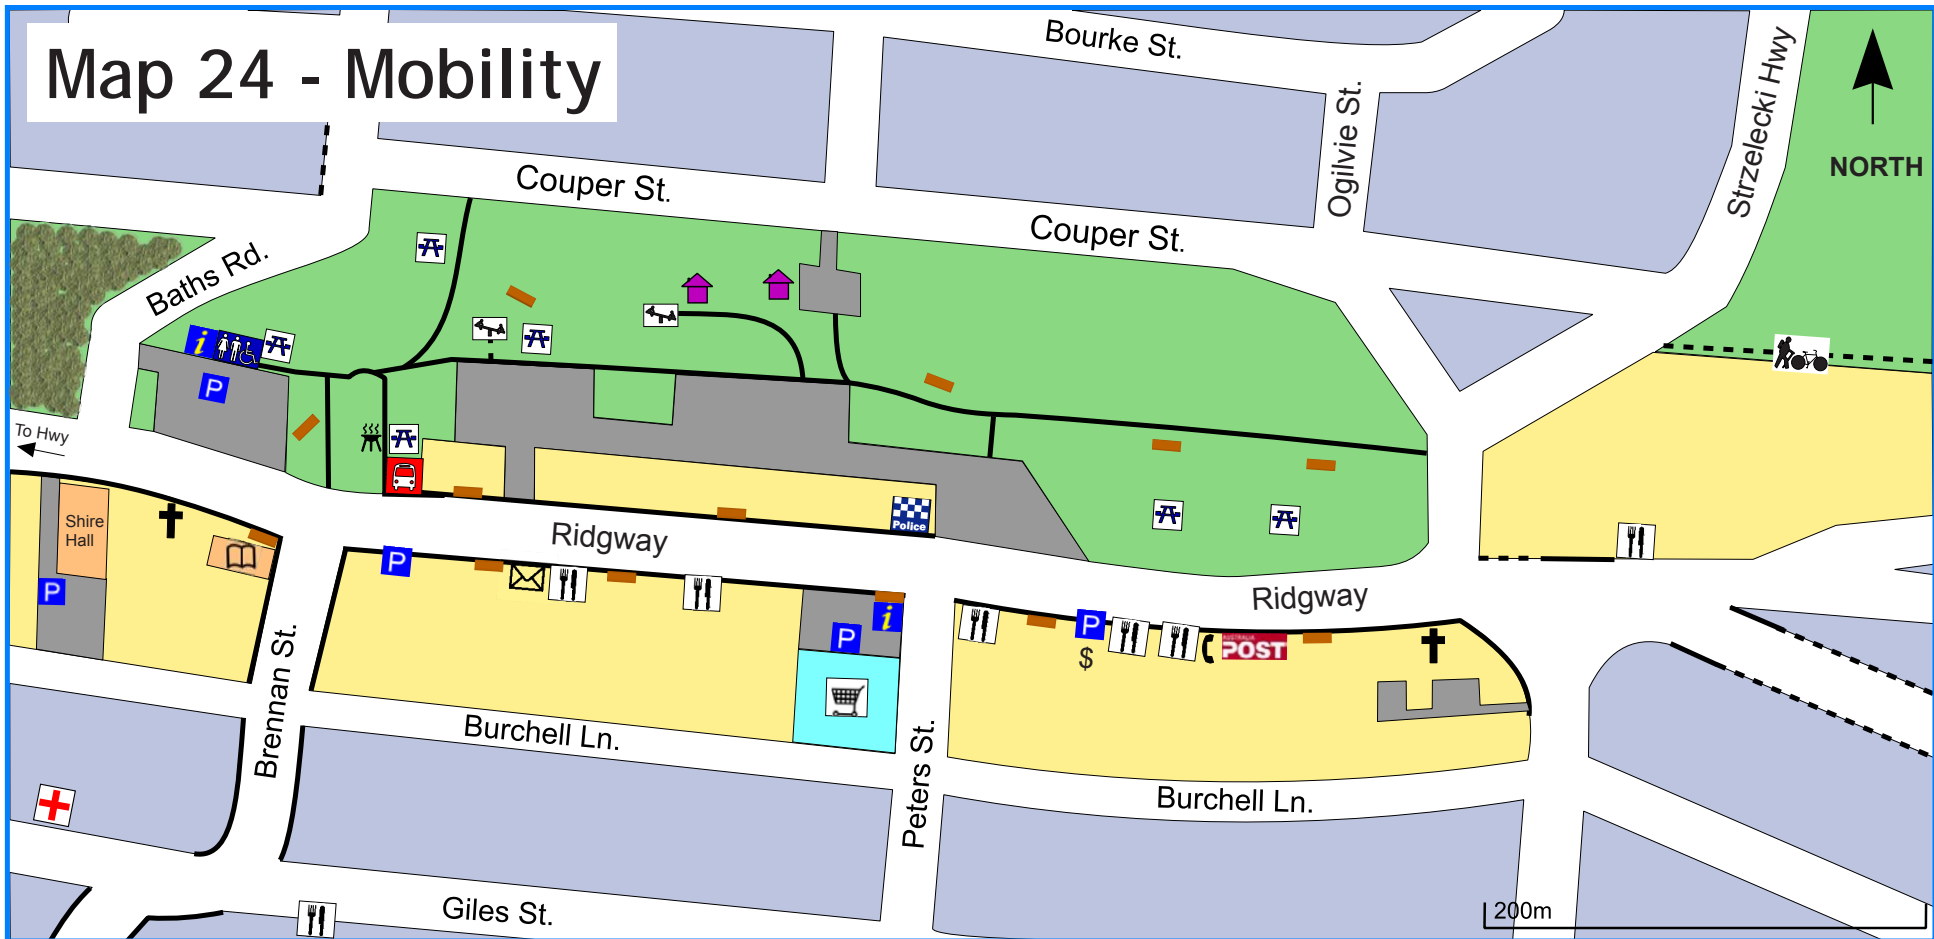 Map 24 - Mobility
Bourke St.
Ogilvie St.
Strzelecki Hwy
NORTH
Couper St.
Couper St.
Baths Rd.
i
P
To Hwy
Shire
Hall
P
Police
Ridgway
P
Ridgway
P
i
P
$
AUSTRALIA
POST
Brennan St.
Burchell Ln.
Peters St.
Burchell Ln.
Giles St.
200m